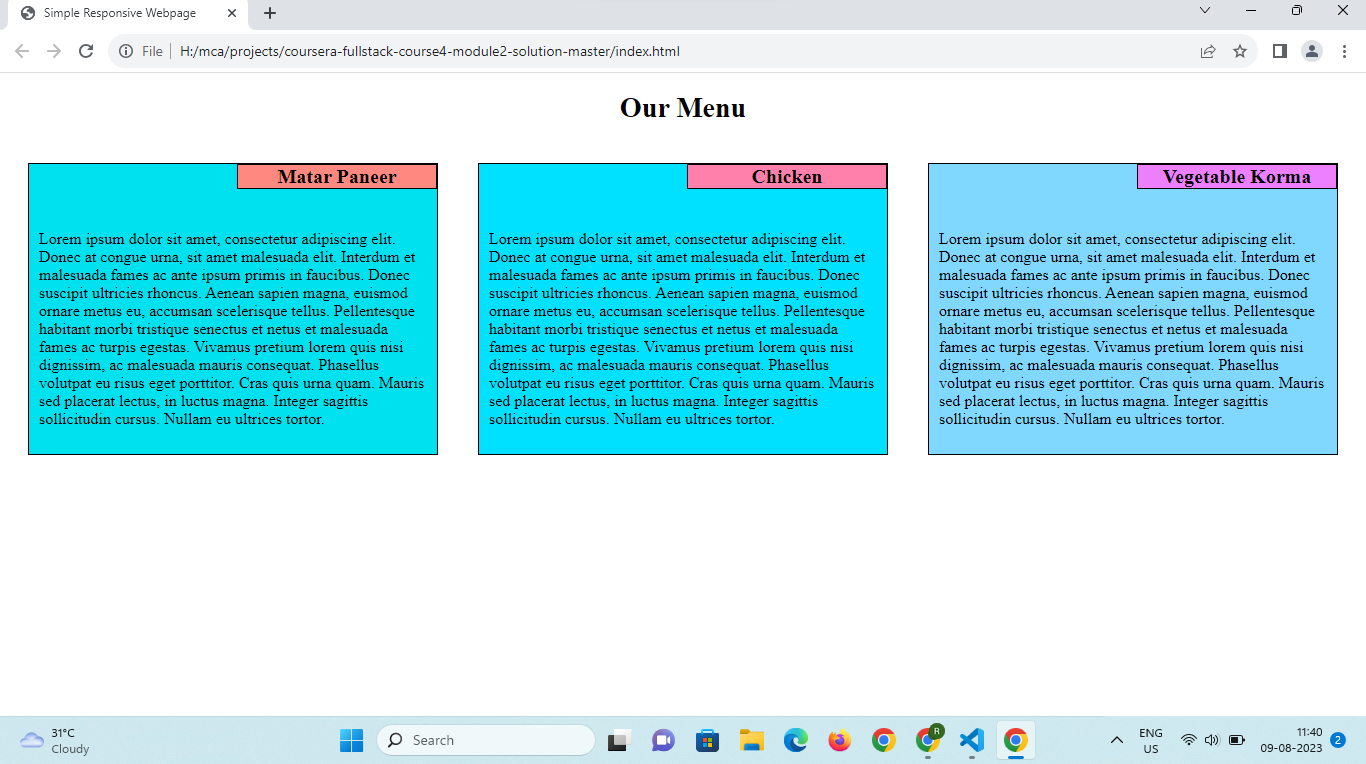 Simple Responsive Webpage
File
H:/mca/projects/coursera-fullstack-course4-module2-solution-master/index.html
Our Menu
Matar Paneer
Lorem ipsum dolor sit amet, consectetur adipiscing elit.
Donec at congue urna, sit amet malesuada elit. Interdum et
malesuada fames ac ante ipsum primis in faucibus. Donec
suscipit ultricies rhoncus. Aenean sapien magna, euismod
ornare metus eu, accumsan scelerisque tellus. Pellentesque
habitant morbi tristique senectus et netus et malesuada
fames ac turpis egestas. Vivamus pretium lorem quis nisi
dignissim, ac malesuada mauris consequat. Phasellus
volutpat eu risus eget porttitor. Cras quis urna quam. Mauris
sed placerat lectus, in luctus magna. Integer sagittis
sollicitudin cursus. Nullam eu ultrices tortor.
Chicken
Lorem ipsum dolor sit amet, consectetur adipiscing elit.
Donec at congue urna, sit amet malesuada elit. Interdum et
malesuada fames ac ante ipsum primis in faucibus. Donec
suscipit ultricies rhoncus. Aenean sapien magna, euismod
ornare metus eu, accumsan scelerisque tellus. Pellentesque
habitant morbi tristique senectus et netus et malesuada
fames ac turpis egestas. Vivamus pretium lorem quis nisi
dignissim, ac malesuada mauris consequat. Phasellus
volutpat eu risus eget porttitor. Cras quis urna quam. Mauris
sed placerat lectus, in luctus magna. Integer sagittis
sollicitudin cursus. Nullam eu ultrices tortor.
Vegetable Korma
Lorem ipsum dolor sit amet, consectetur adipiscing elit.
Donec at congue urna, sit amet malesuada elit. Interdum et
malesuada fames ac ante ipsum primis in faucibus. Donec
suscipit ultricies rhoncus. Aenean sapien magna, euismod
ornare metus eu, accumsan scelerisque tellus. Pellentesque
habitant morbi tristique senectus et netus et malesuada
fames ac turpis egestas. Vivamus pretium lorem quis nisi
dignissim, ac malesuada mauris consequat. Phasellus
volutpat eu risus eget porttitor. Cras quis urna quam. Mauris
sed placerat lectus, in luctus magna. Integer sagittis
sollicitudin cursus. Nullam eu ultrices tortor.
31°C
Cloudy
Search
R
ENG
US
11:40
09-08-2023
2